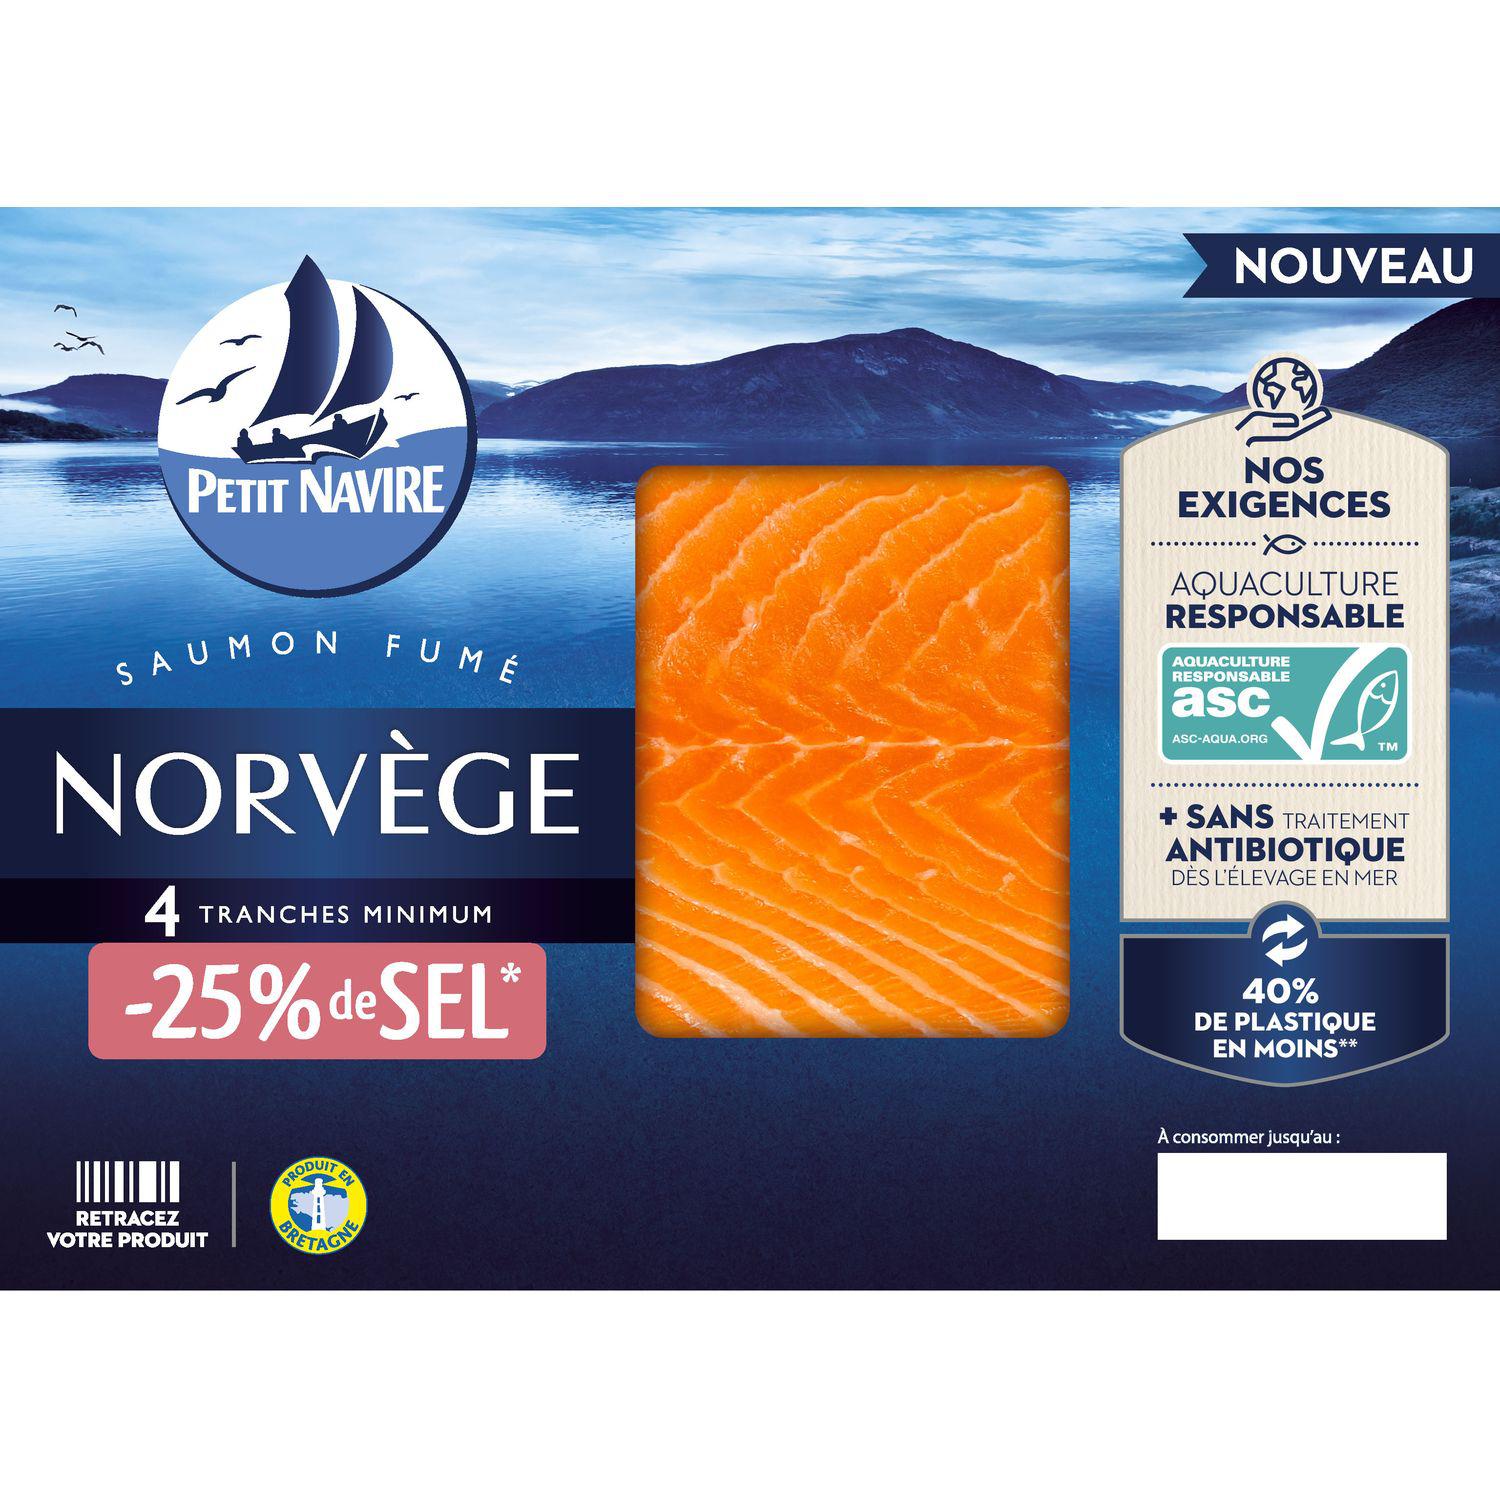 NOUVEAU
PETIT NAVIRE
SAUMON FUMÉ
NORVÈGE
4 TRANCHES MINIMUM
-25% de SEL*
RETRACEZ
VOTRE PRODUIT
PRODUIT EN
BRETAGNE
NOS
EXIGENCES
AQUACULTURE
RESPONSABLE
AQUACULTURE
RESPONSABLE
asc
ASC-AQUA.ORG
TM
+ SANS TRAITEMENT
ANTIBIOTIQUE
DÈS L'ÉLEVAGE EN MER
40%
DE PLASTIQUE
EN MOINS**
À consommer jusqu'au :